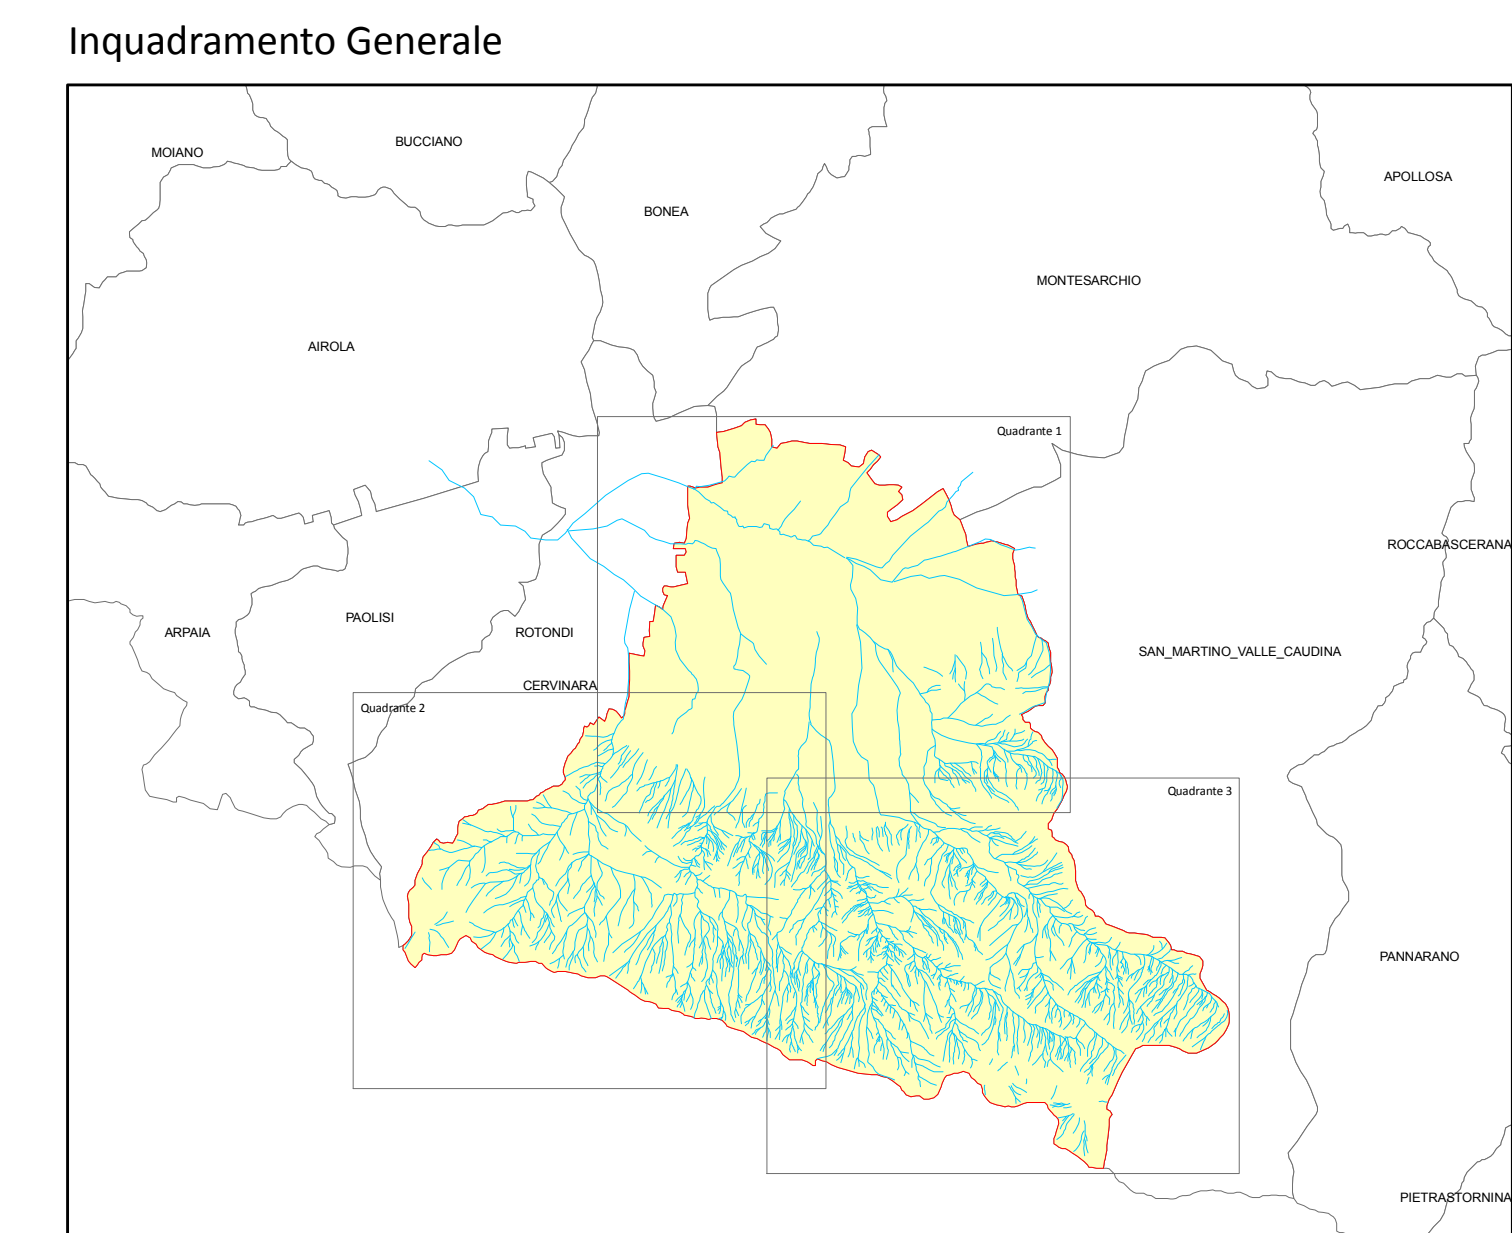 Inquadramento Generale
BUCCIANO
MOIANO
APOLLOSA
BONEA
MONTESARCHIO
AIROLA
Quadrante 1
ROCCABASCERANA
PAOLISI
ARPAIA
ROTONDI
SAN_MARTINO_VALLE_CAUDINA
CERVINARA
Quadrante 2
Quadrante 3
PANNARANO
PIETRASTORNINA